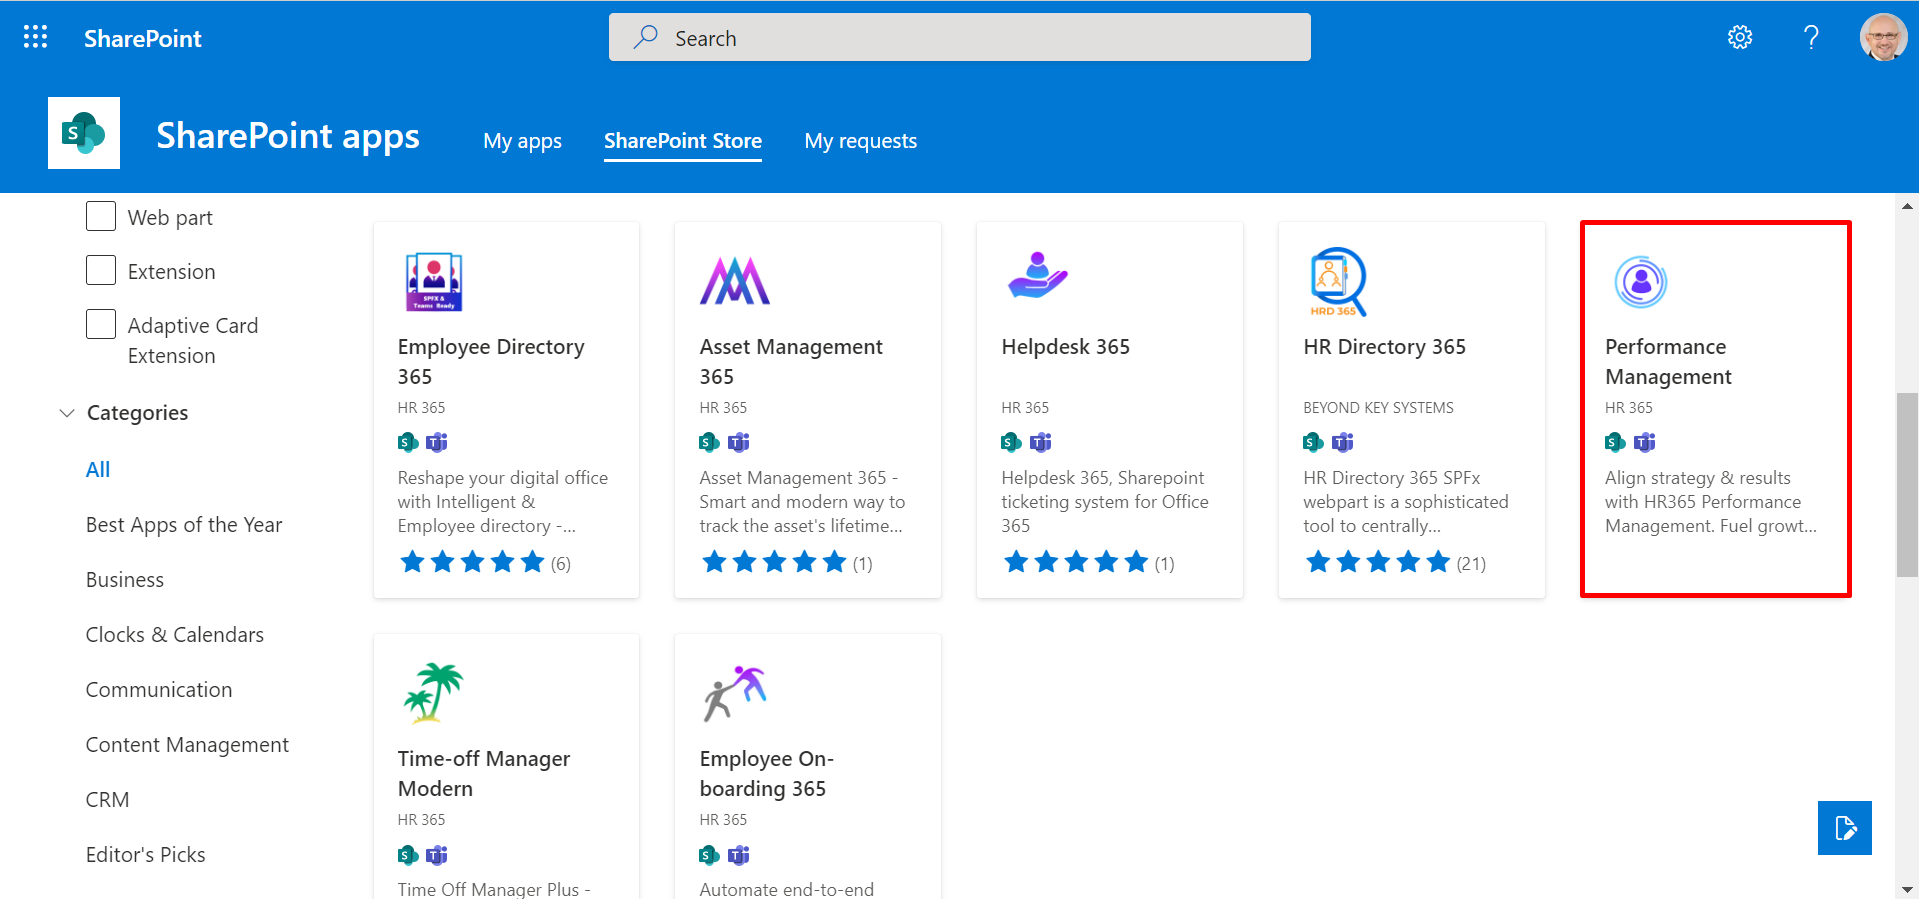 SharePoint
Search
SharePoint apps
My apps
SharePoint Store
My requests
Web part
Extension
Adaptive Card
Extension
Categories
All
Best Apps of the Year
Business
Clocks & Calendars
Communication
Content Management
CRM
Editor's Picks
SPFX &
Teams Ready
Employee Directory
365
HR 365
Reshape your digital office
with Intelligent &
Employee directory -...
(6)
Asset Management
365
HR 365
Asset Management 365 -
Smart and modern way to
track the asset's lifetime...
(1)
Helpdesk 365
HR 365
Helpdesk 365, Sharepoint
ticketing system for Office
365
(1)
HRD 365
HR Directory 365
BEYOND KEY SYSTEMS
HR Directory 365 SPFx
webpart is a sophisticated
tool to centrally...
(21)
Performance
Management
HR 365
Align strategy & results
with HR365 Performance
Management. Fuel growt...
Time-off Manager
Modern
HR 365
Time Off Manager Plus -
Employee On-
boarding 365
HR 365
Automate end-to-end